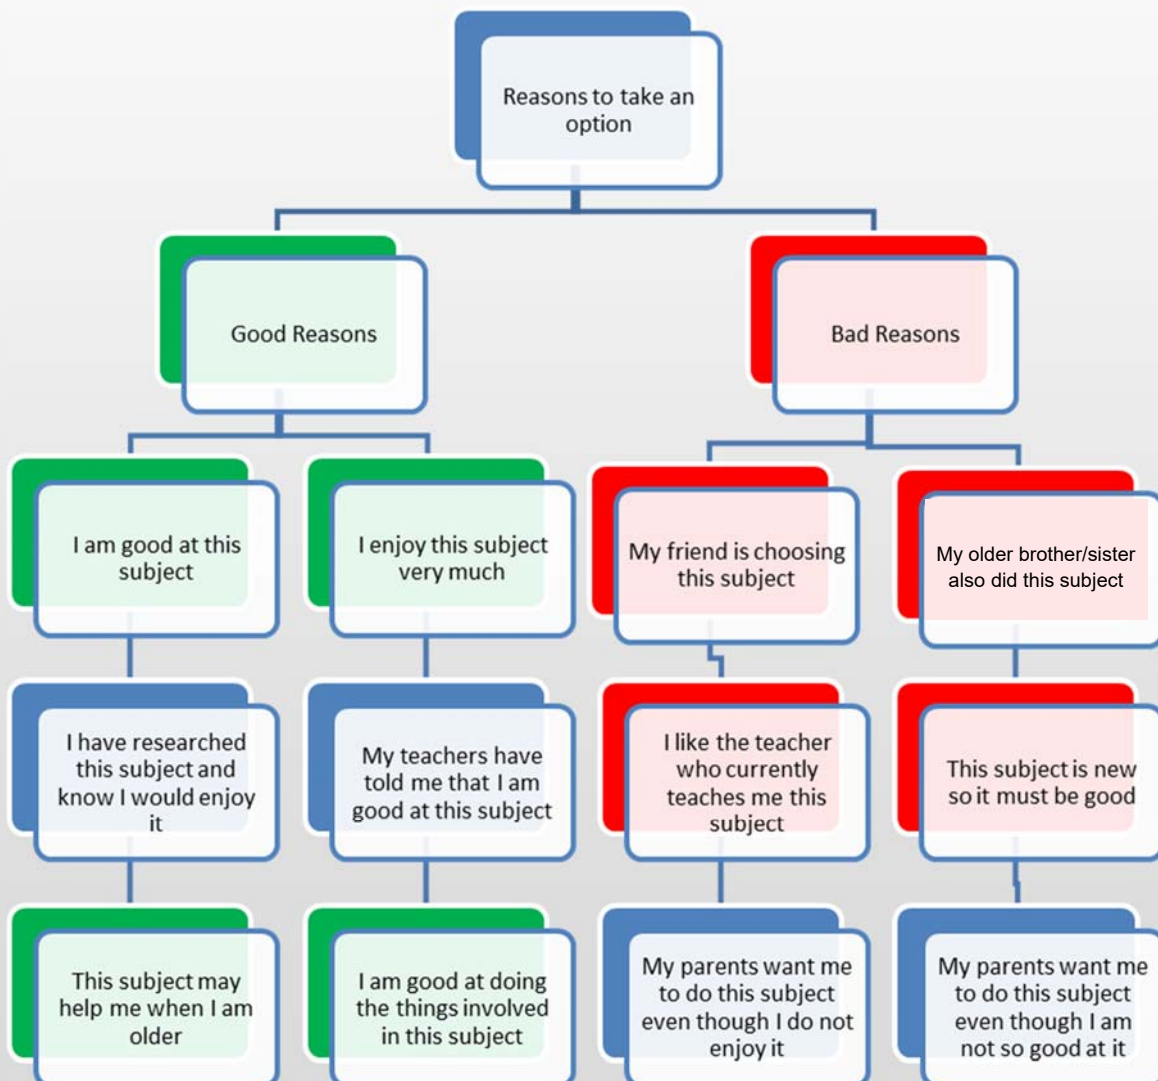 Reasons to take an
option
Good Reasons
Bad Reasons
I am good at this
subject
I enjoy this subject
very much
My friend is choosing
this subject
My older brother/sister
also did this subject
I have researched
this subject and
know I would enjoy
it
My teachers have
told me that I am
good at this subject
I like the teacher
who currently
teaches me this
subject
This subject is new
so it must be good
This subject may
help me when I am
older
I am good at doing
the things involved
in this subject
My parents want me
to do this subject
even though I do not
enjoy it
My parents want me
to do this subject
even though I am
not so good at it